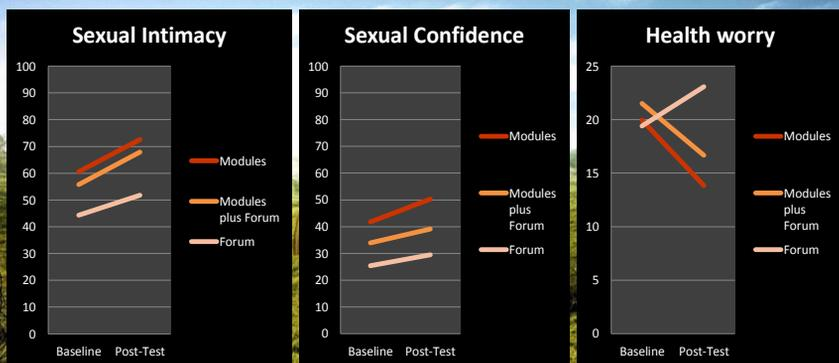 Sexual Intimacy
100
90
80
70
60
50
40
30
20
10
0
Baseline Post-Test
Modules
Modules
plus Forum
Forum
Sexual Confidence
100
90
80
70
60
50
40
30
20
10
0
Baseline Post-Test
Modules
Modules
plus
Forum
Forum
Health worry
25
20
15
10
5
0
Baseline Post-Test
Modules
Modules
plus
Forum
Forum